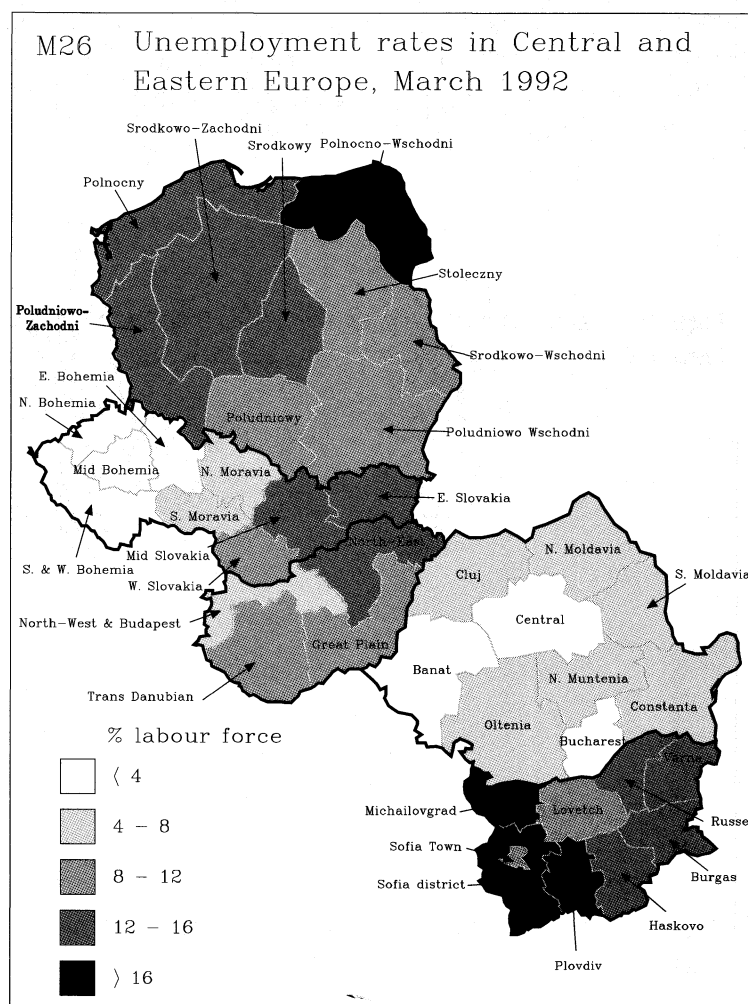 M26 Unemployment rates in Central and
Eastern Europe, March 1992
Srodkowo-Zachodni
Srodkowy
Polnocno-Wschodni
Polnocny
Stoleczny
Poludniowo-
Zachodni
Srodkowo-Wschodni
E. Bohemia
N. Bohemia
Poludniowy
Poludniowo Wschodni
Mid Bohemia
N. Moravia
E. Slovakia
S. Moravia
Mid Slovakia
North-East
N. Moldavia
S. & W. Bohemia
Cluj
S. Moldavia
W. Slovakia
North-West & Budapest
Central
Great Plain
Banat
N. Muntenia
Trans Danubian
Constanta
Oltenia
Bucharest
% labour force
Varna
< 4
Michailovgrad
Lovetch
Russe
4 - 8
Sofia Town
Burgas
8 - 12
Sofia district
Haskovo
12 - 16
Plovdiv
> 16